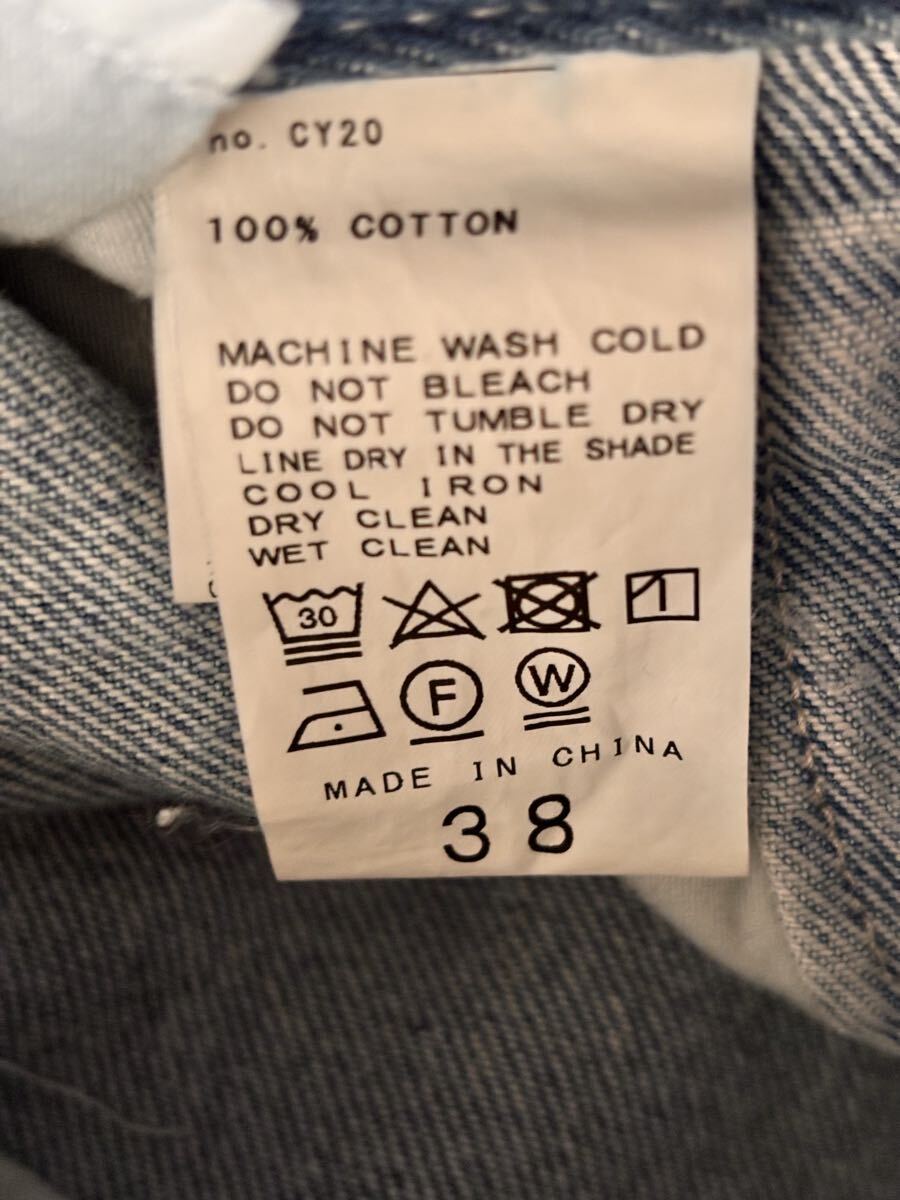 no. CY20
100% COTTON
MACHINE WASH COLD
DO NOT BLEACH
DO NOT TUMBLE DRY
LINE DRY IN THE SHADE
COOL IRON
DRY CLEAN
WET CLEAN
30
F W
MADE IN CHINA
38